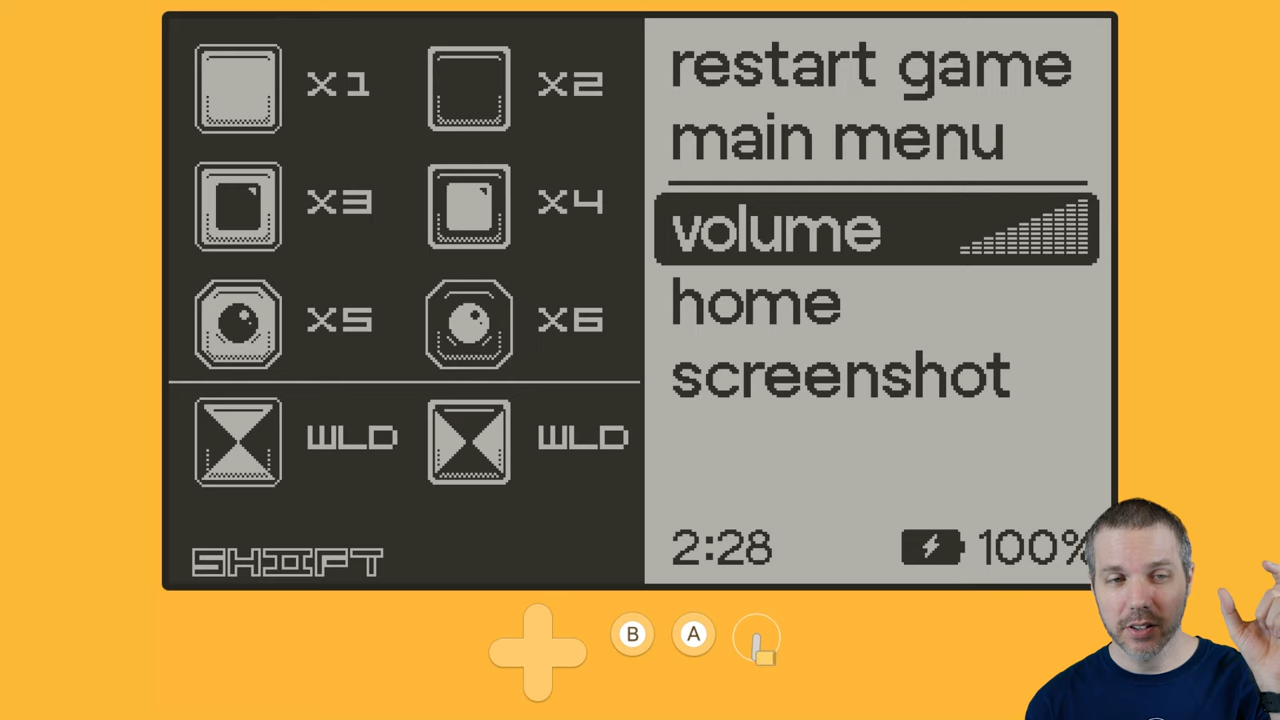 X1 X2
X3 X4
X5 X6
WLD WLD
SHIFT
restart game
main menu
volume
home
screenshot
2:28 100%
B A